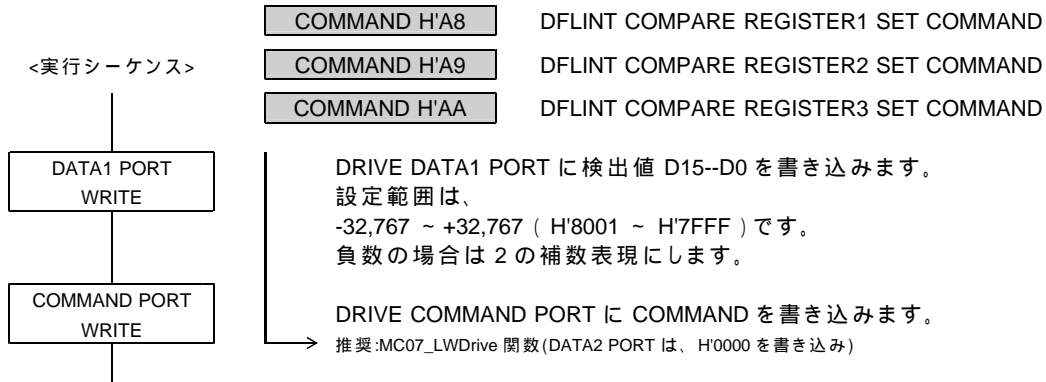 COMMAND H'A8 DFLINT COMPARE REGISTER1 SET COMMAND
<実行シーケンス> COMMAND H'A9 DFLINT COMPARE REGISTER2 SET COMMAND
COMMAND H'AA DFLINT COMPARE REGISTER3 SET COMMAND
DATA1 PORT
WRITE
DRIVE DATA1 PORT に検出値 D15--D0 を書き込みます。
設定範囲は、
-32,767 ~ +32,767 ( H'8001 ~ H'7FFF ) です。
負数の場合は 2 の補数表現にします。
COMMAND PORT
WRITE
DRIVE COMMAND PORT に COMMAND を書き込みます。
推奨:MC07_LWDrive 関数(DATA2 PORT は、H'0000 を書き込み)